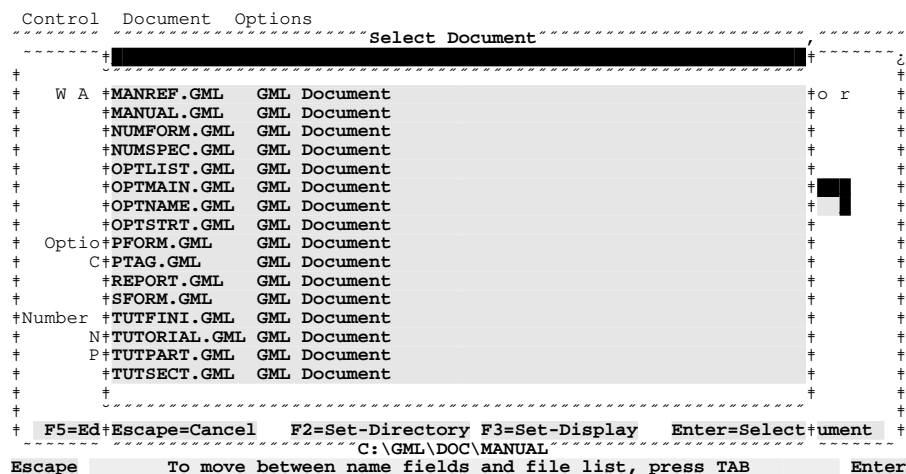 Control Document Options
Select Document
W A MANREF.GML GML Document o r
MANUAL.GML GML Document
NUMFORM.GML GML Document
NUMSPEC.GML GML Document
OPTLIST.GML GML Document
OPTMAIN.GML GML Document
OPTNAME.GML GML Document
OPTSTRT.GML GML Document
Optio PFORM.GML GML Document
C PTAG.GML GML Document
REPORT.GML GML Document
SFORM.GML GML Document
Number TUTFINI.GML GML Document
N TUTORIAL.GML GML Document
P TUTPART.GML GML Document
TUTSECT.GML GML Document
F5=Ed Escape=Cancel F2=Set-Directory F3=Set-Display Enter=Select ument
C:\GML\DOC\MANUAL
Escape To move between name fields and file list, press TAB Enter